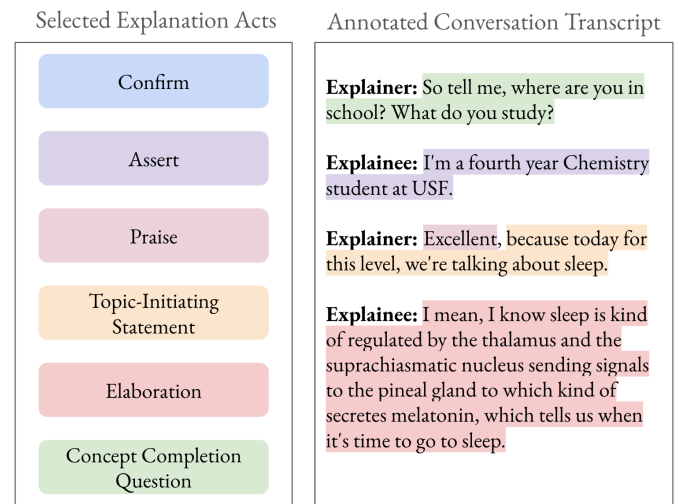 Selected Explanation Acts
Confirm
Assert
Praise
Topic-Initiating
Statement
Elaboration
Concept Completion
Question
Annotated Conversation Transcript
Explainer: So tell me, where are you in
school? What do you study?
Explainee: I'm a fourth year Chemistry
student at USF.
Explainer: Excellent, because today for
this level, we're talking about sleep.
Explainee: I mean, I know sleep is kind
of regulated by the thalamus and the
suprachiasmatic nucleus sending signals
to the pineal gland to which kind of
secretes melatonin, which tells us when
it's time to go to sleep.